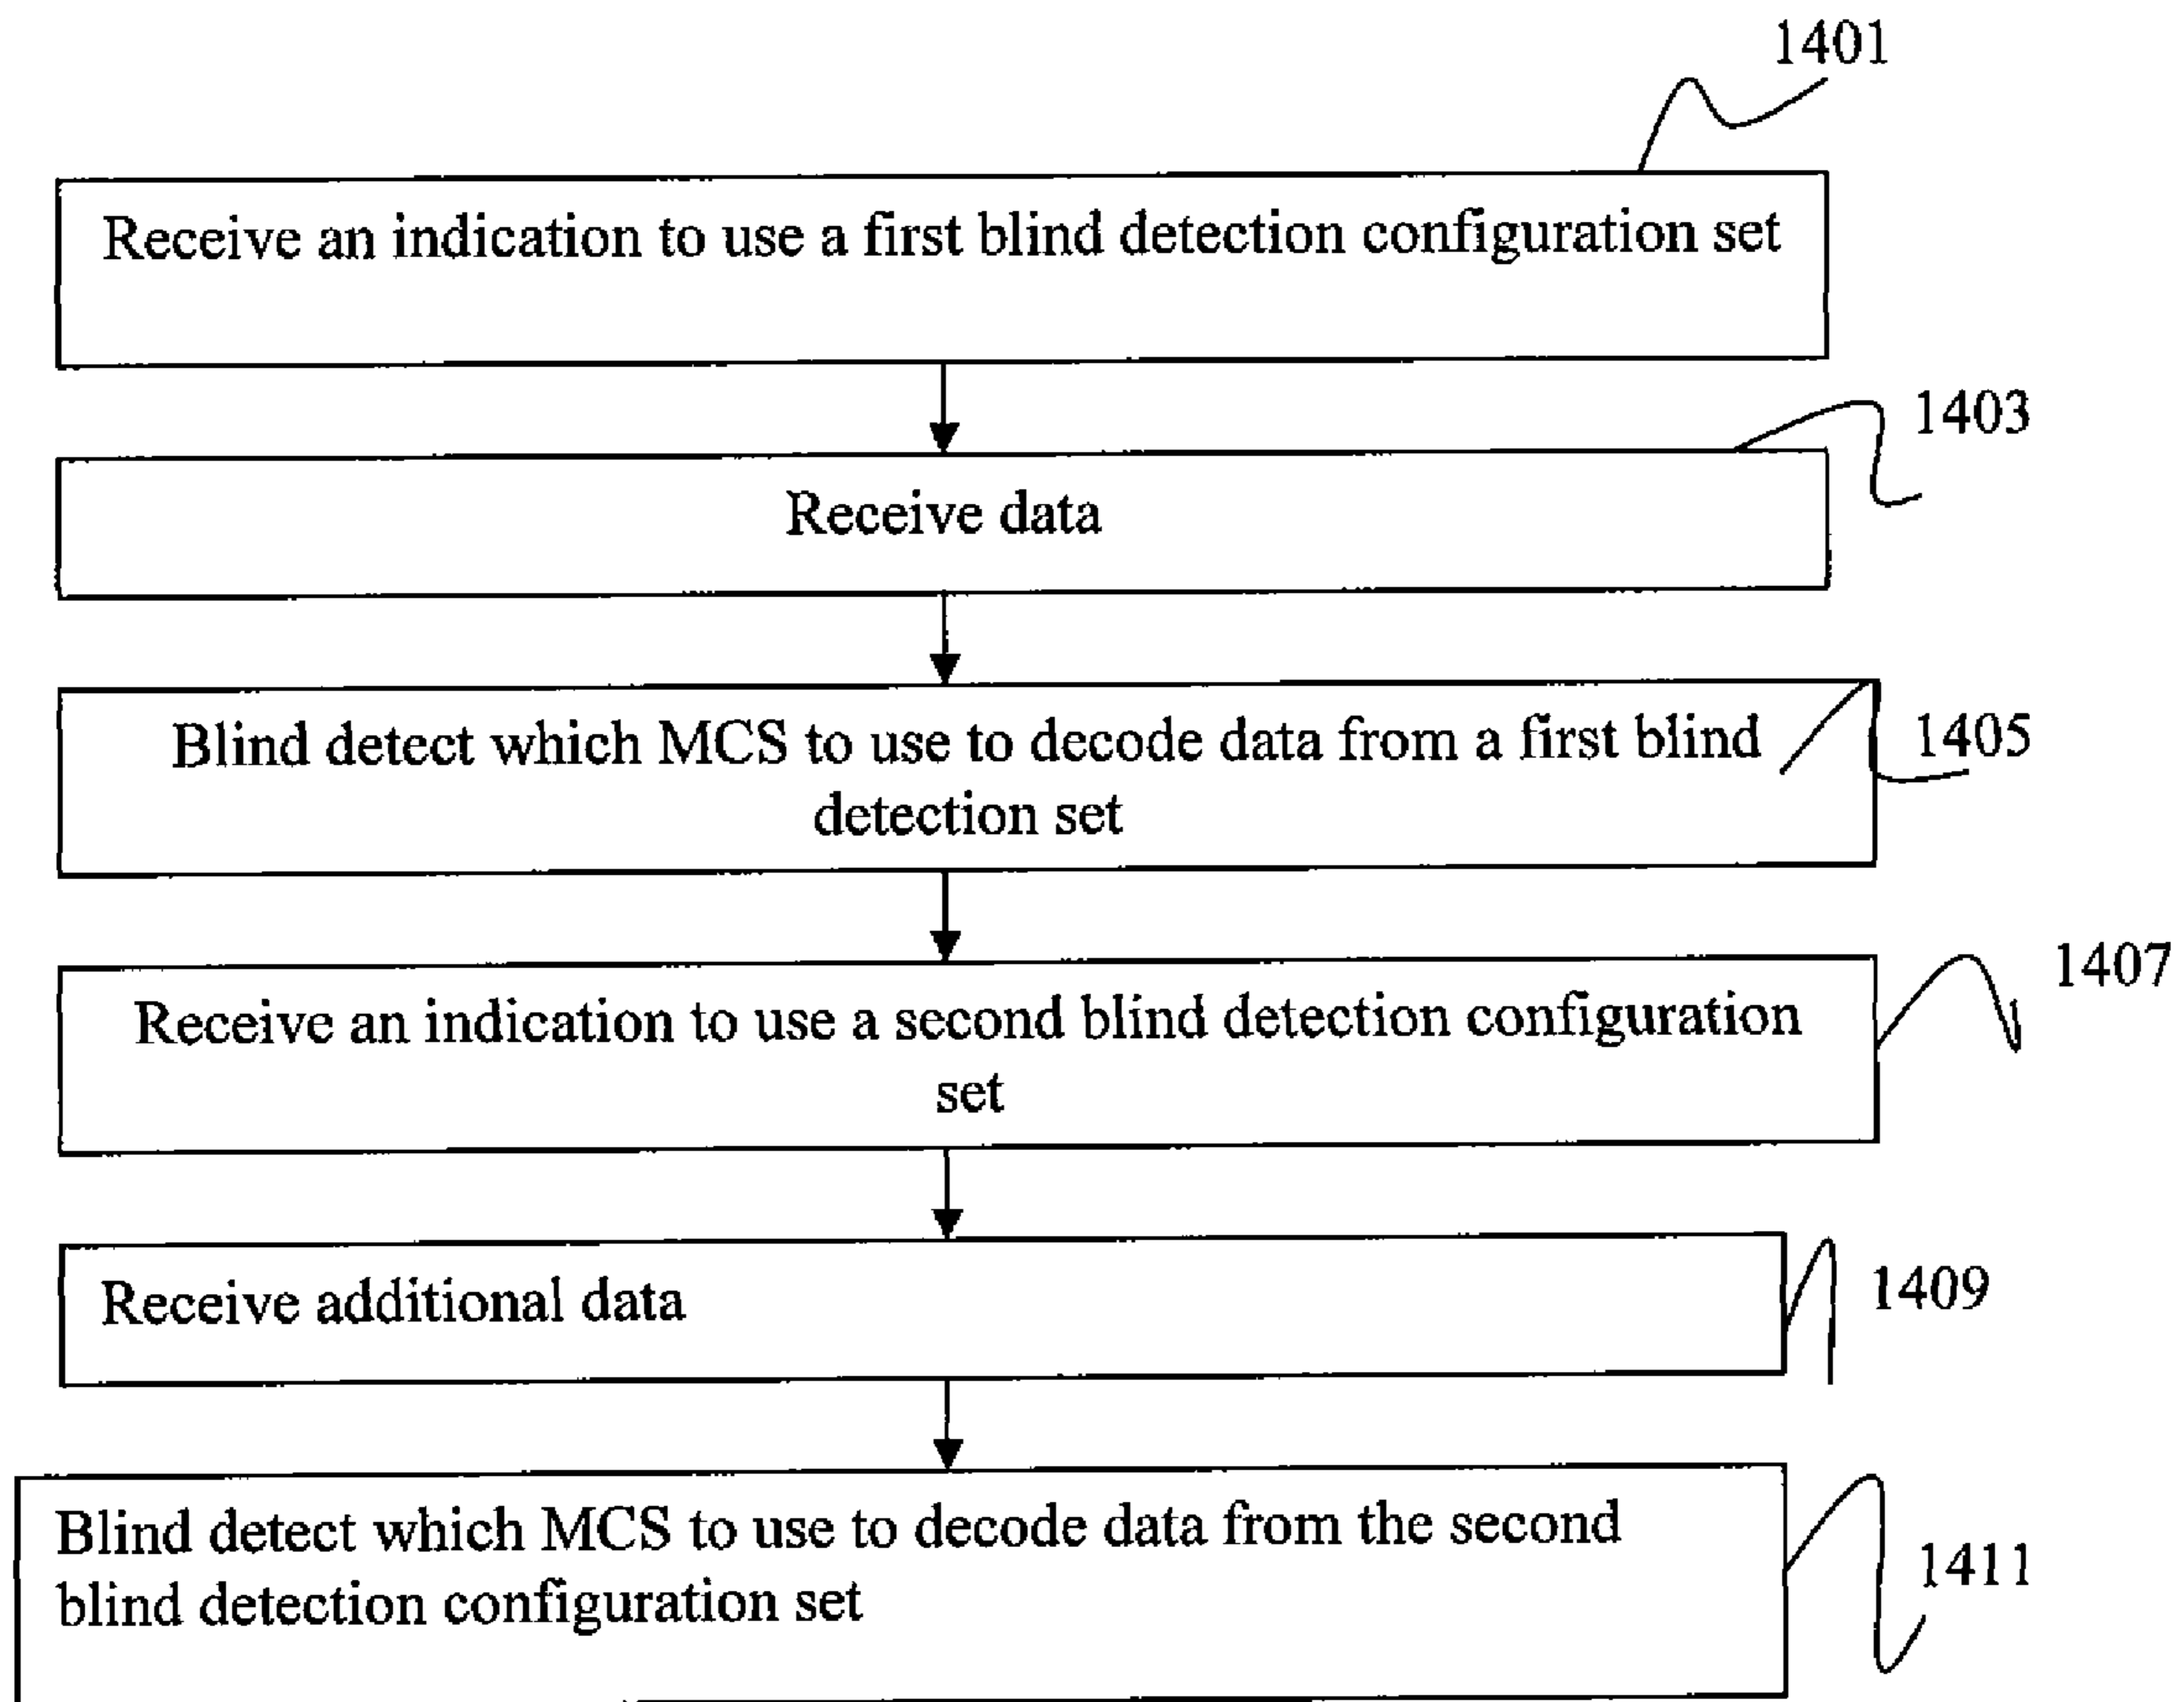 1401
Receive an indication to use a first blind detection configuration set
1403
Receive data
Blind detect which MCS to use to decode data from a first blind
detection set
1405
1407
Receive an indication to use a second blind detection configuration
set
Receive additional data
1409
Blind detect which MCS to use to decode data from the second
blind detection configuration set
1411